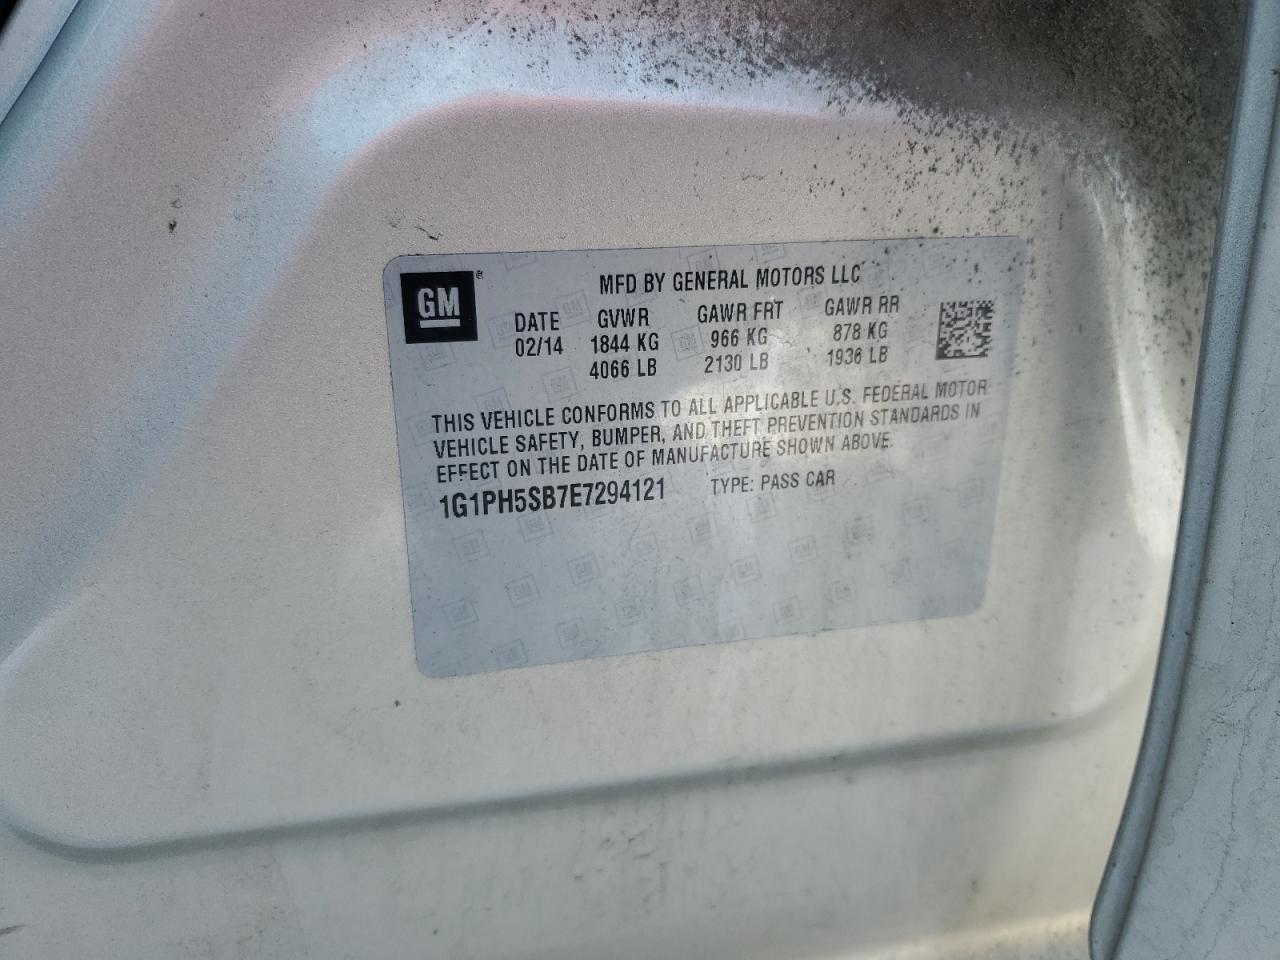 GM®
MFD BY GENERAL MOTORS LLC
DATE GVWR GAWR FRT GAWR RR
02/14 1844 KG 966 KG 878 KG
4066 LB 2130 LB 1936 LB
THIS VEHICLE CONFORMS TO ALL APPLICABLE U.S. FEDERAL MOTOR
VEHICLE SAFETY, BUMPER, AND THEFT PREVENTION STANDARDS IN
EFFECT ON THE DATE OF MANUFACTURE SHOWN ABOVE.
1G1PH5SB7E7294121 TYPE: PASS CAR